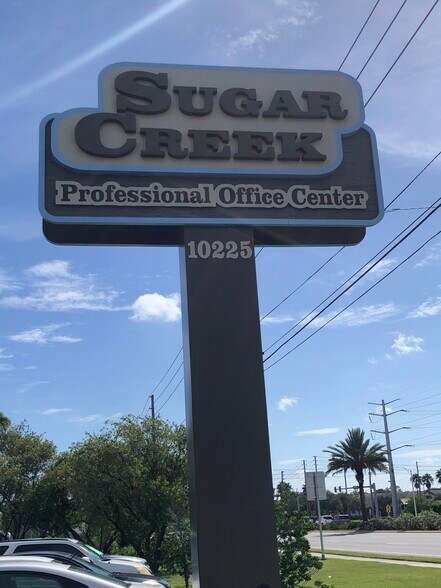 SUGAR
CREEK
Professional Office Center
10225